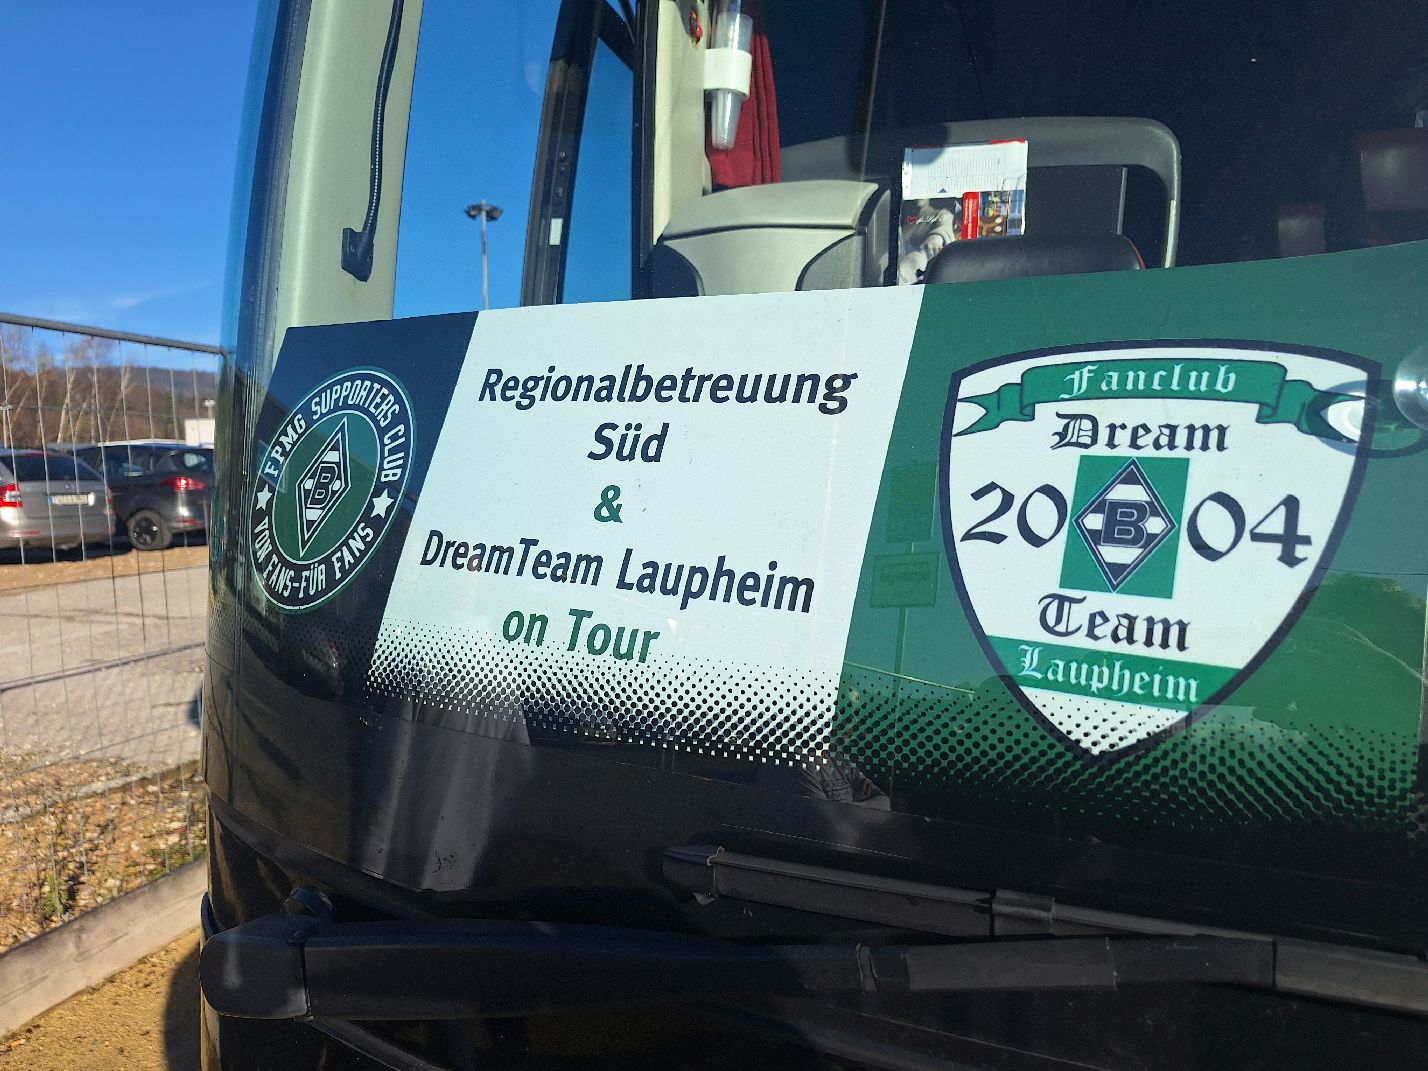 FPMG SUPPORTERS CLUB
VON FANS-FÜR FANS
B
Regionalbetreuung
Süd
&
DreamTeam Laupheim
on Tour
Fanclub
Dream
20 B 04
Team
Laupheim